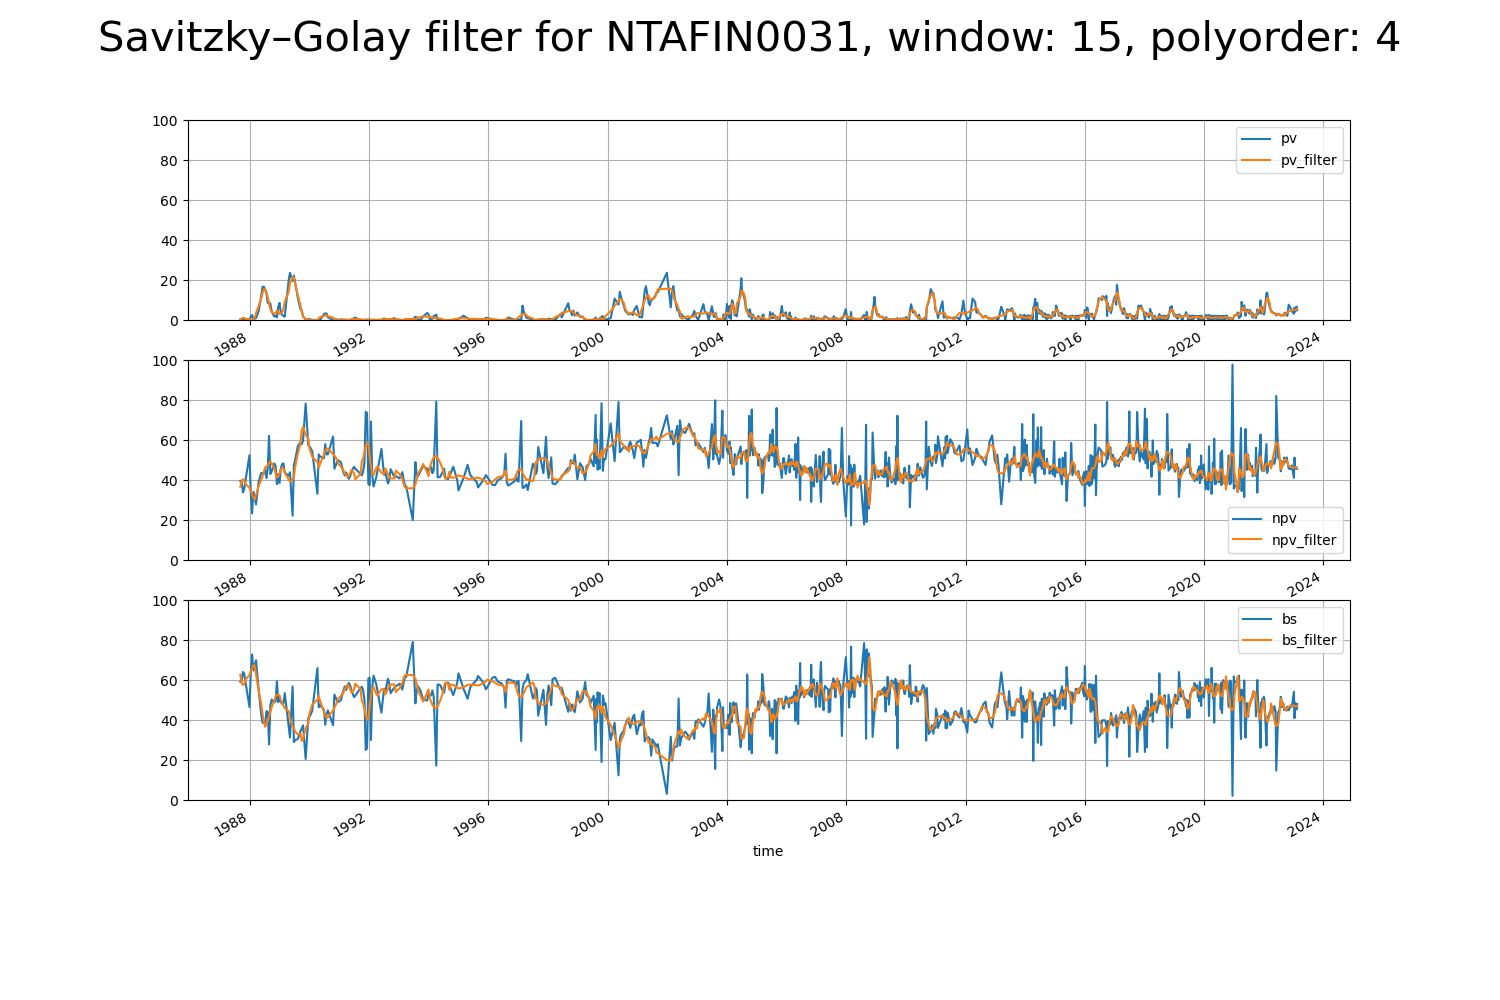 Savitzky–Golay filter for NTAFIN0031, window: 15, polyorder: 4
100
80
60
40
20
0
pv
pv_filter
1988 1992 1996 2000 2004 2008 2012 2016 2020 2024
100
80
60
40
20
0
npv
npv_filter
1988 1992 1996 2000 2004 2008 2012 2016 2020 2024
100
80
60
40
20
0
bs
bs_filter
1988 1992 1996 2000 2004 2008 2012 2016 2020 2024
time